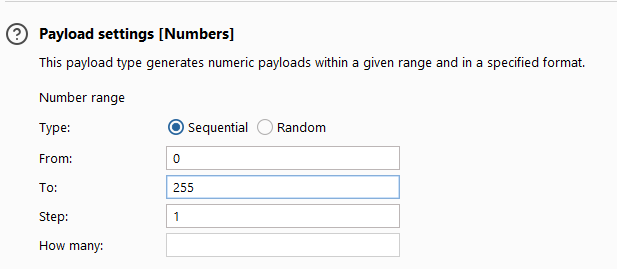 ?
Payload settings [Numbers]
This payload type generates numeric payloads within a given range and in a specified format.
Number range
Type: Sequential Random
From: 0
To: 255
Step: 1
How many: